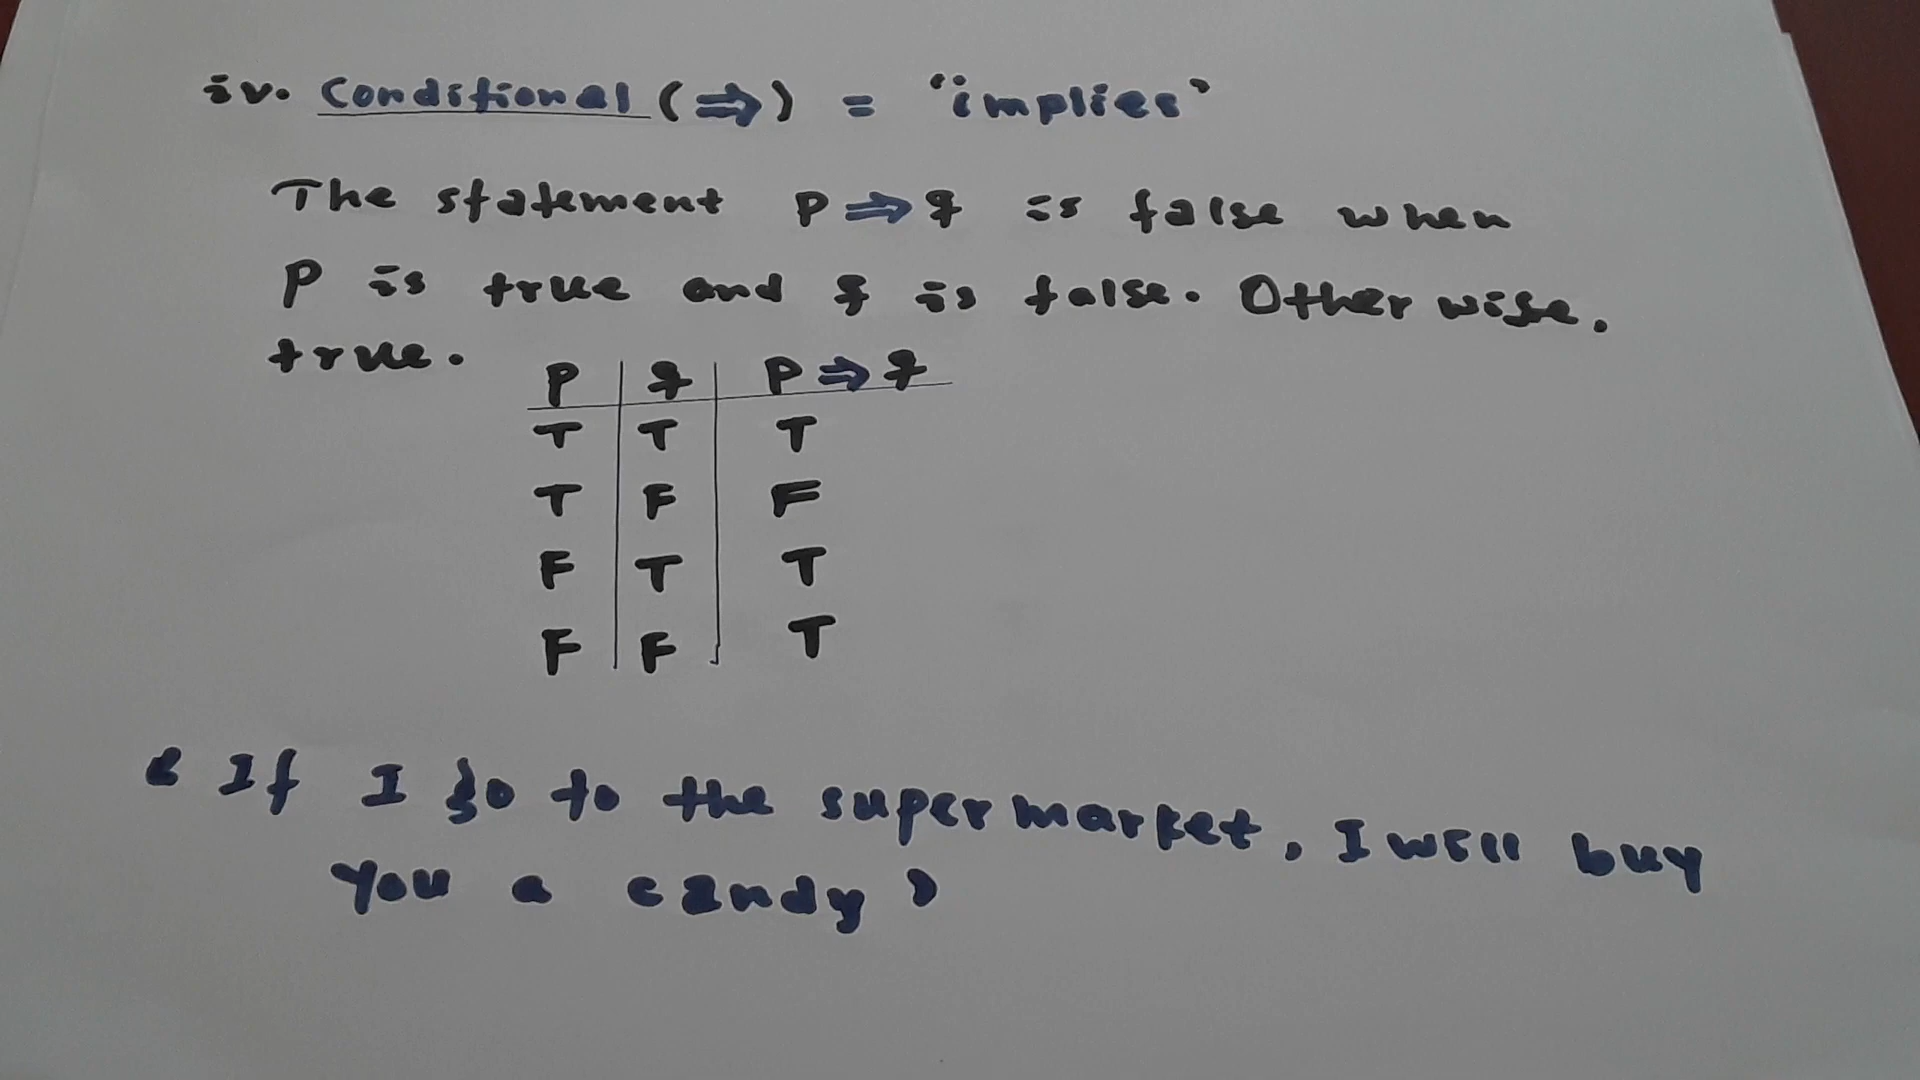 iv. Conditional (⇒) = "implies"
The statement P ⇒ q is false when
P is true and q is false. Otherwise,
true.
P | q | P ⇒ q
T | T | T
T | F | F
F | T | T
F | F | T
‘ If I go to the supermarket, I will buy
you a candy ’